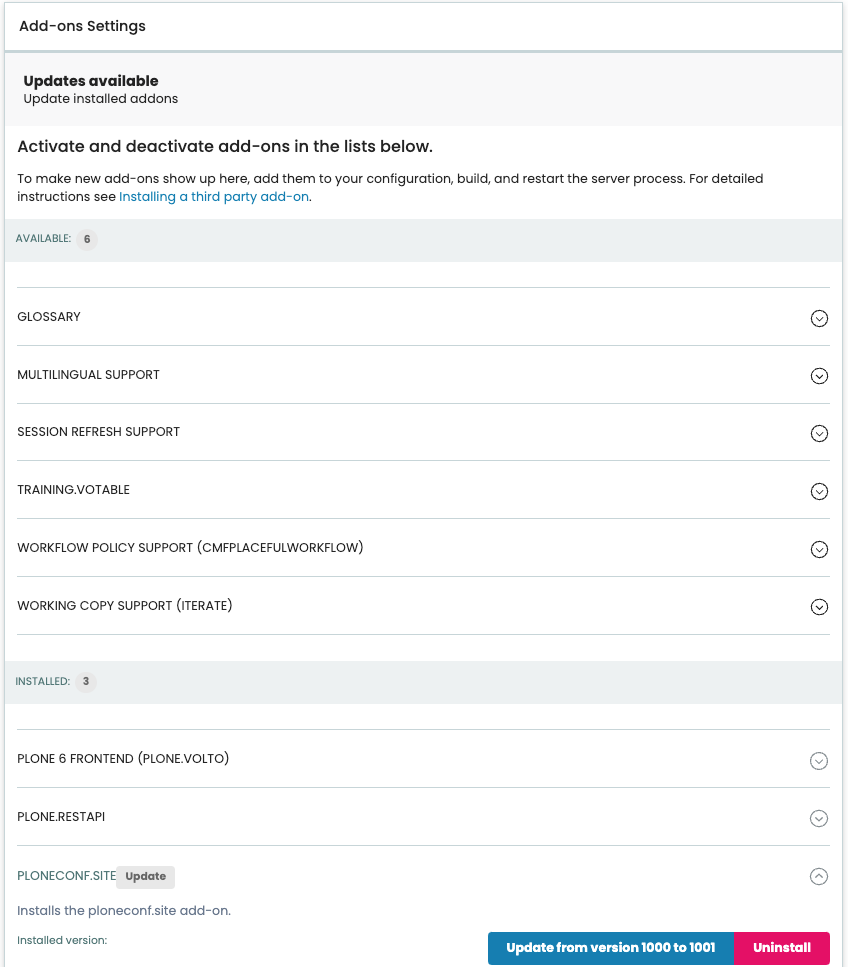 Add-ons Settings
Updates available
Update installed addons
Activate and deactivate add-ons in the lists below.
To make new add-ons show up here, add them to your configuration, build, and restart the server process. For detailed
instructions see Installing a third party add-on.
AVAILABLE: 6
GLOSSARY
MULTILINGUAL SUPPORT
SESSION REFRESH SUPPORT
TRAINING.VOTABLE
WORKFLOW POLICY SUPPORT (CMFPLACEFULWORKFLOW)
WORKING COPY SUPPORT (ITERATE)
INSTALLED: 3
PLONE 6 FRONTEND (PLONE.VOLTO)
PLONE.RESTAPI
PLONECONF.SITE Update
Installs the ploneconf.site add-on.
Installed version: Update from version 1000 to 1001 Uninstall